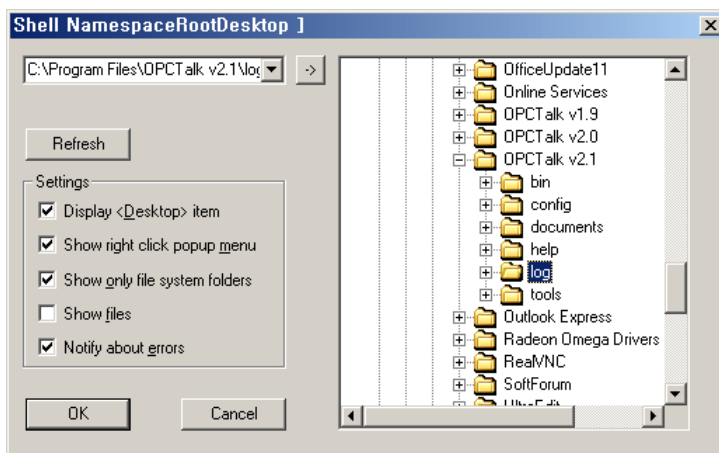 Shell NamespaceRootDesktop ]
C:\Program Files\OPCTalk v2.1\log
->
Refresh
Settings
Display <Desktop> item
Show right click popup menu
Show only file system folders
Show files
Notify about errors
OK
Cancel
OfficeUpdate11
Online Services
OPCTalk v1.9
OPCTalk v2.0
OPCTalk v2.1
bin
config
documents
help
log
tools
Outlook Express
Radeon Omega Drivers
RealVNC
SoftForum
UltraEdit